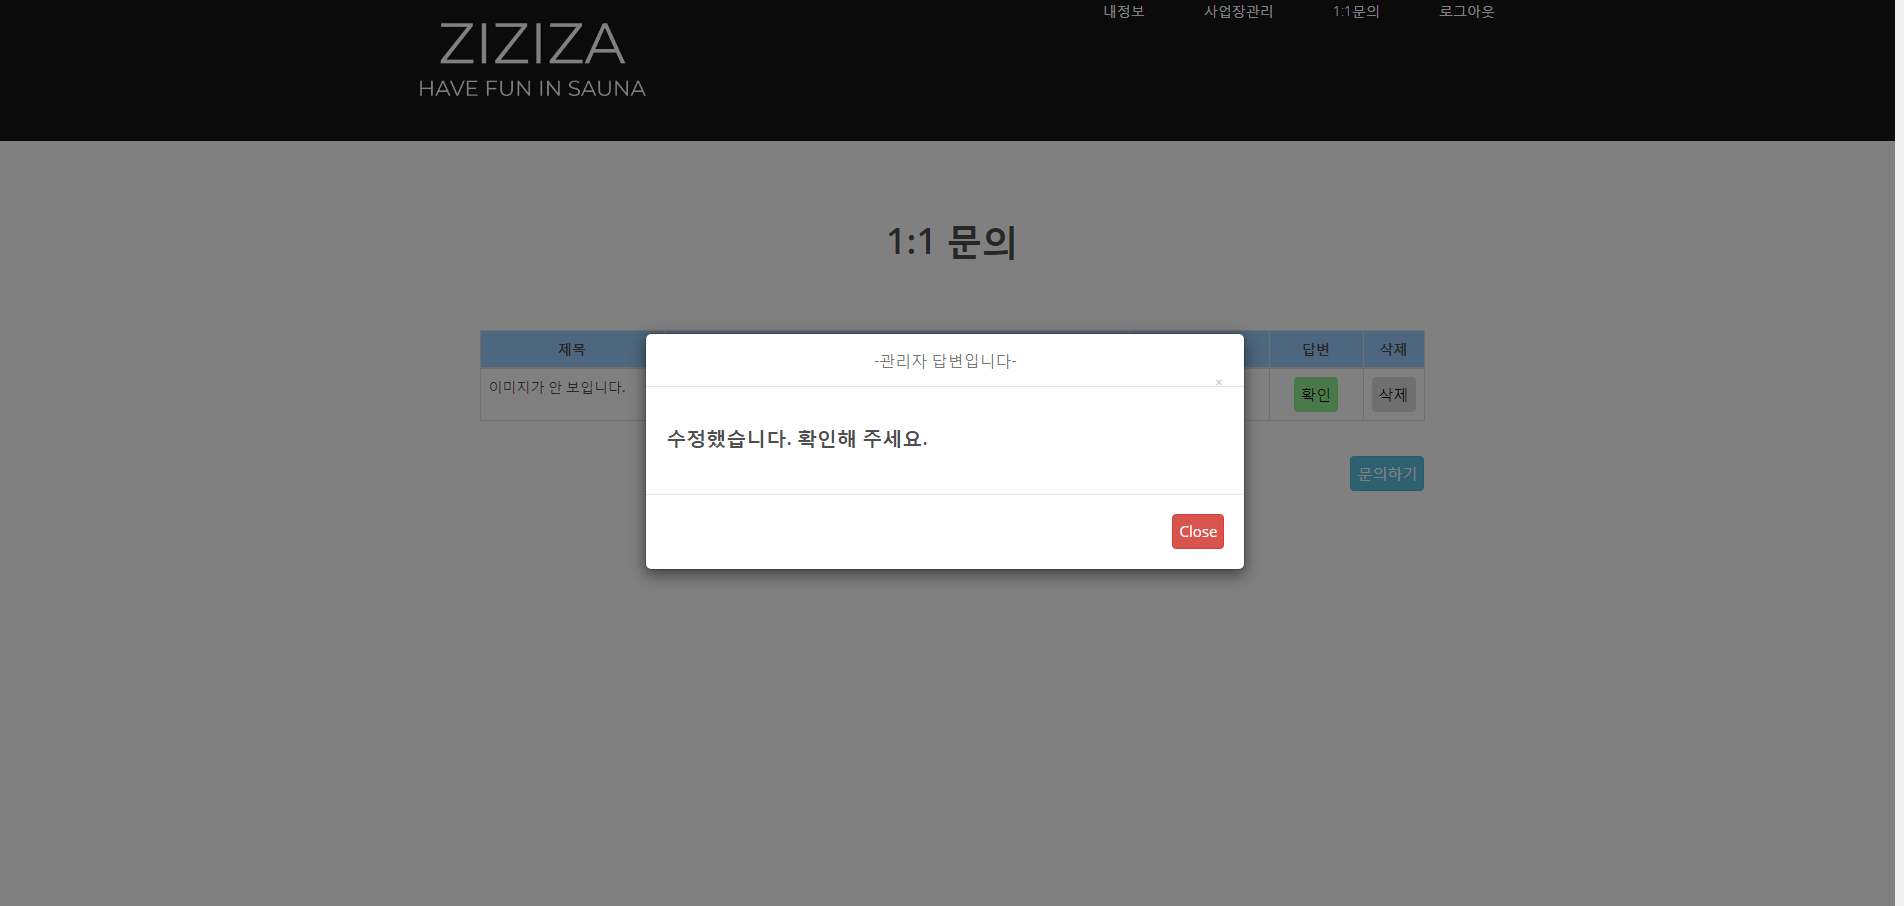 내정보 사업장관리 1:1문의 로그아웃
ZIZIZA
HAVE FUN IN SAUNA
1:1 문의
제목 답변 삭제
이미지가 안 보입니다. 확인 삭제
문의하기
-관리자 답변입니다-
×
수정했습니다. 확인해 주세요.
Close